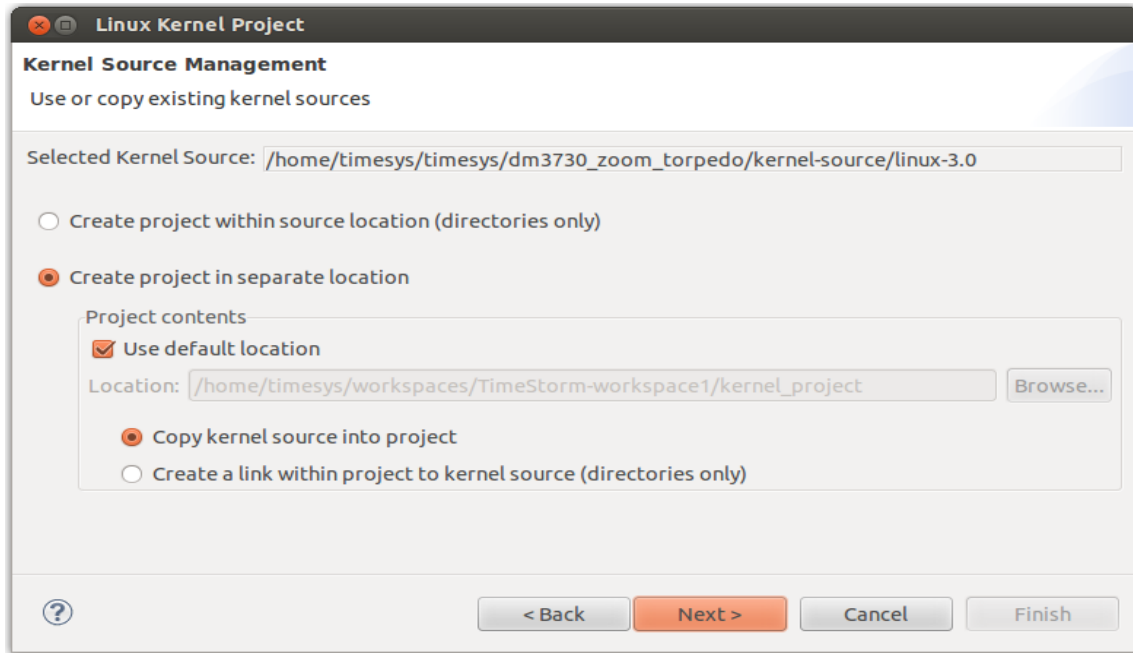 Linux Kernel Project
Kernel Source Management
Use or copy existing kernel sources
Selected Kernel Source: /home/timesys/timesys/dm3730_zoom_torpedo/kernel-source/linux-3.0
Create project within source location (directories only)
Create project in separate location
Project contents
Use default location
Location: /home/timesys/workspaces/TimeStorm-workspace1/kernel_project Browse...
Copy kernel source into project
Create a link within project to kernel source (directories only)
? < Back Next > Cancel Finish